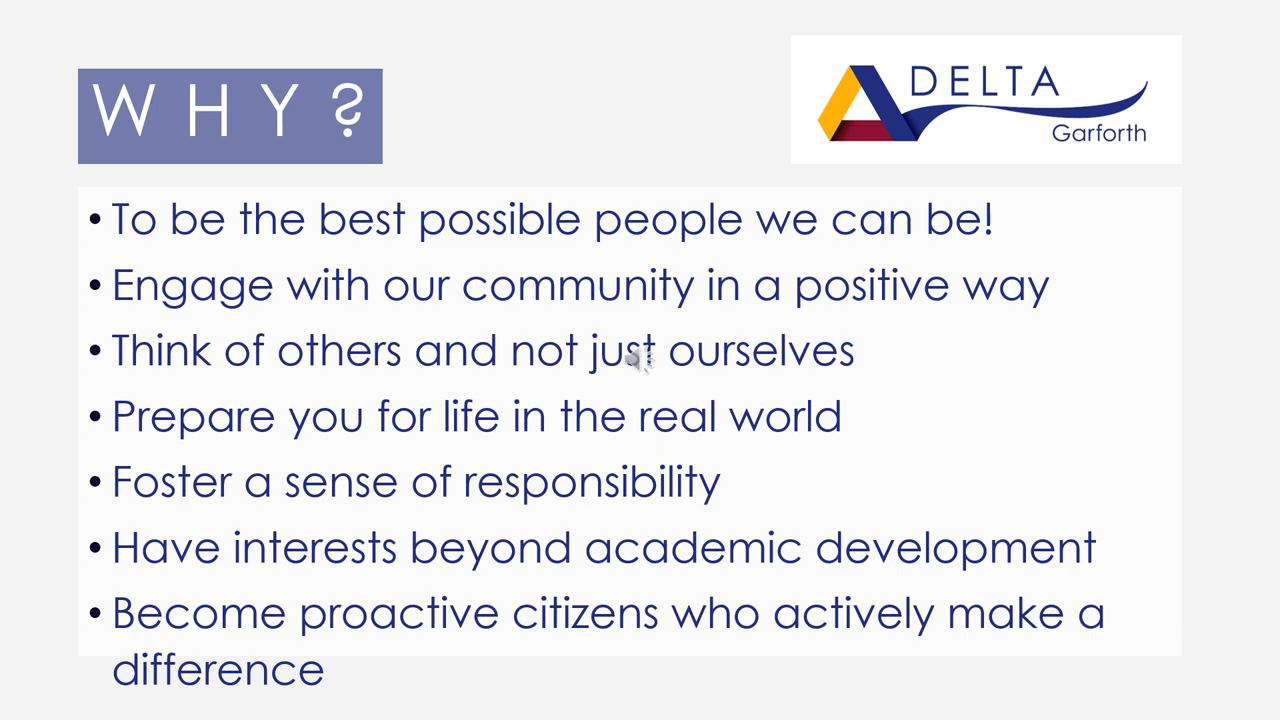 WHY?
DELTA
Garforth
• To be the best possible people we can be!
• Engage with our community in a positive way
• Think of others and not just ourselves
• Prepare you for life in the real world
• Foster a sense of responsibility
• Have interests beyond academic development
• Become proactive citizens who actively make a
difference